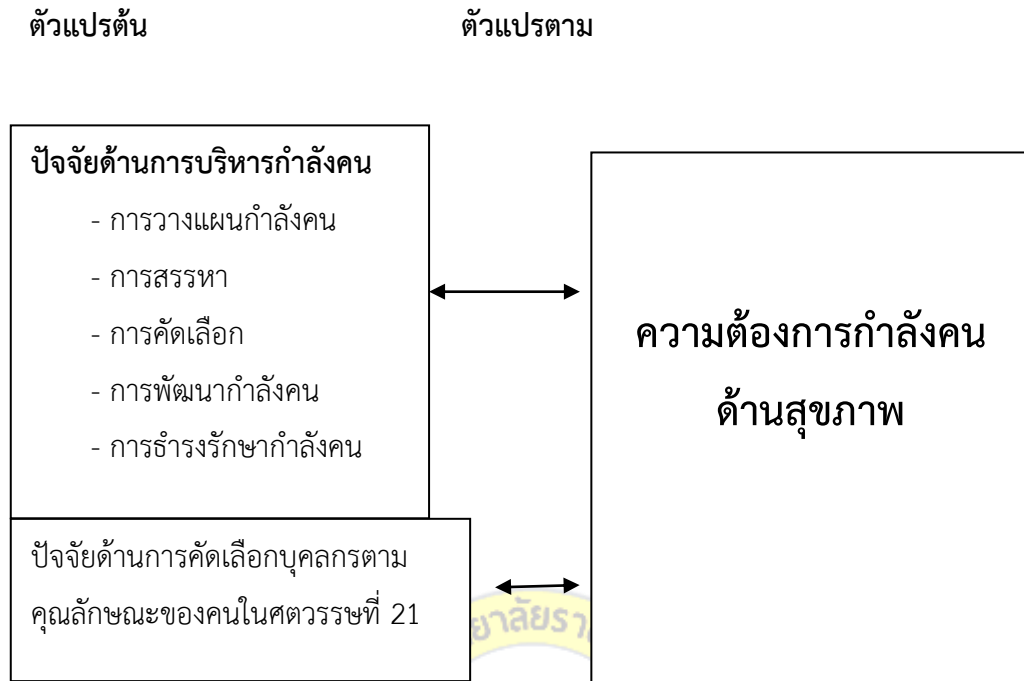 ตัวแปรต้น ตัวแปรตาม
ปัจจัยด้านการบริหารกำลังคน
- การวางแผนกำลังคน
- การสรรหา
- การคัดเลือก
- การพัฒนากำลังคน
- การธำรงรักษากำลังคน
ปัจจัยด้านการคัดเลือกบุคลกรตาม
คุณลักษณะของคนในศตวรรษที่ 21
ความต้องการกำลังคน
ด้านสุขภาพ